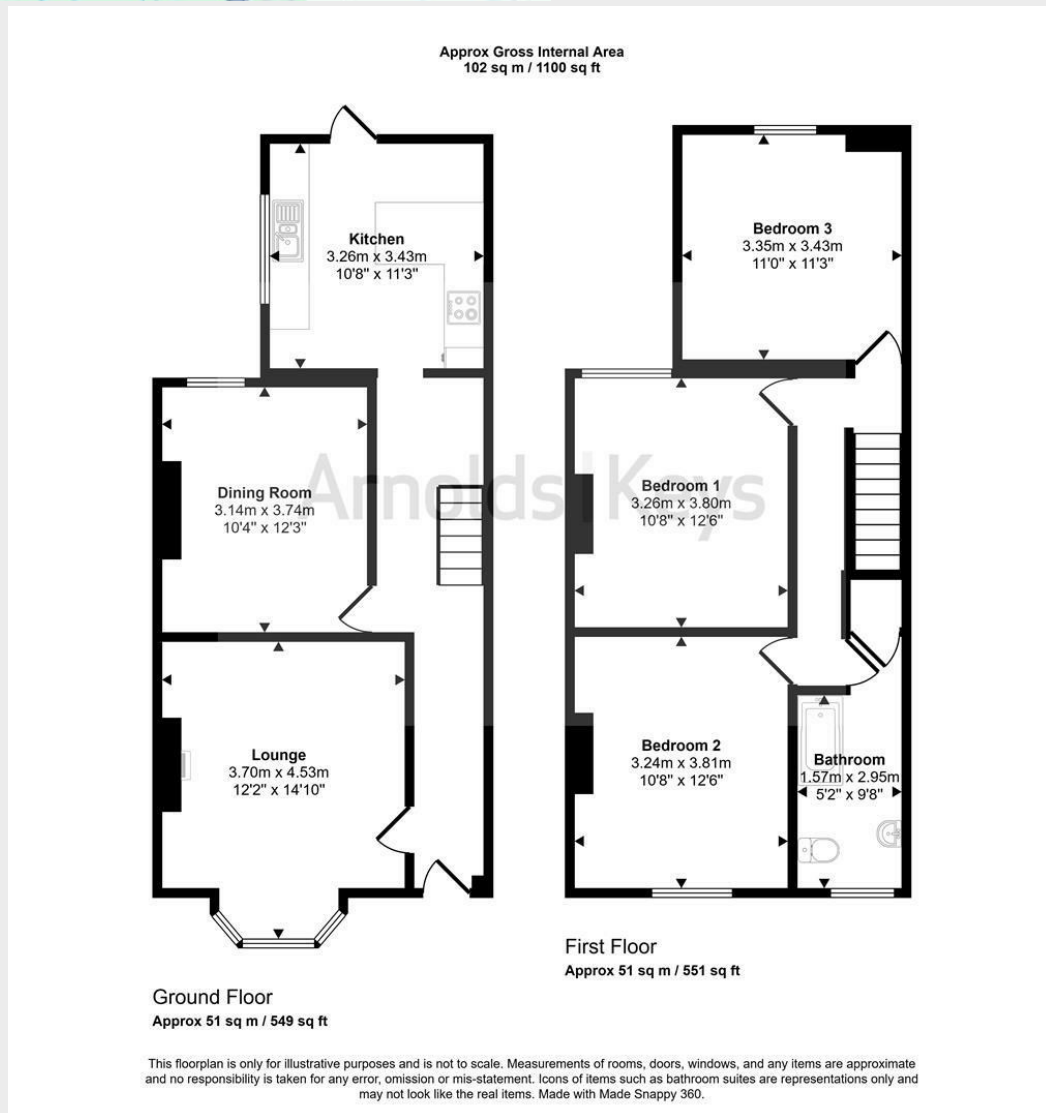 Approx Gross Internal Area
102 sq m / 1100 sq ft
Kitchen
3.26m x 3.43m
10'8" x 11'3"
Dining Room
3.14m x 3.74m
10'4" x 12'3"
Lounge
3.70m x 4.53m
12'2" x 14'10"
Ground Floor
Approx 51 sq m / 549 sq ft
Bedroom 3
3.35m x 3.43m
11'0" x 11'3"
Bedroom 1
3.26m x 3.80m
10'8" x 12'6"
Bedroom 2
3.24m x 3.81m
10'8" x 12'6"
Bathroom
1.57m x 2.95m
5'2" x 9'8"
First Floor
Approx 51 sq m / 551 sq ft
Arnolds|Keys
This floorplan is only for illustrative purposes and is not to scale. Measurements of rooms, doors, windows, and any items are approximate
and no responsibility is taken for any error, omission or mis-statement. Icons of items such as bathroom suites are representations only and
may not look like the real items. Made with Made Snappy 360.